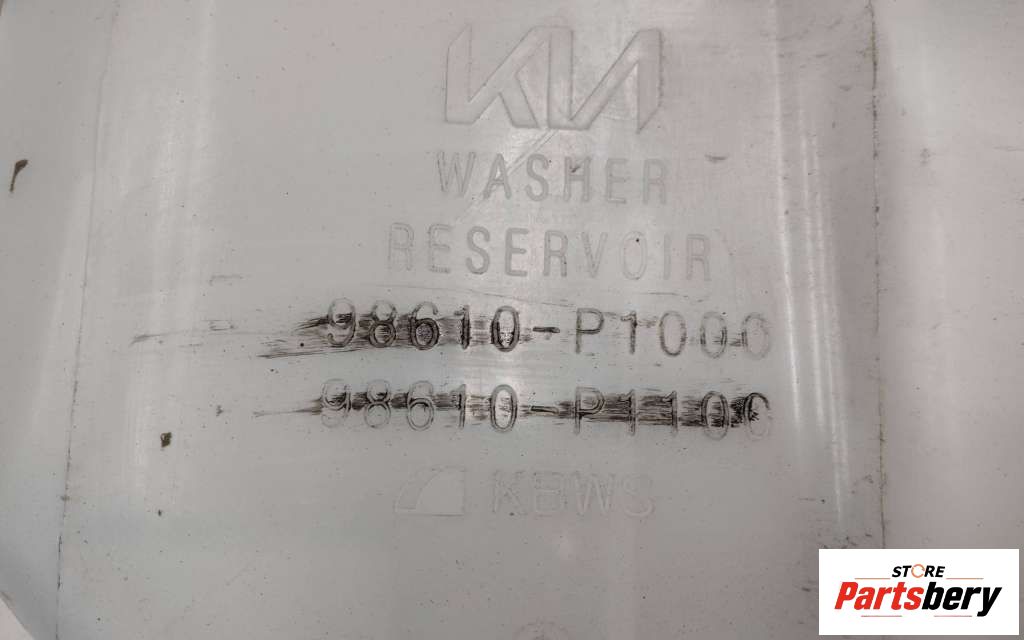 KIA
WASHER
RESERVOIR
98610-P1000
98610-P1100
KBWS
STORE
Partsbery